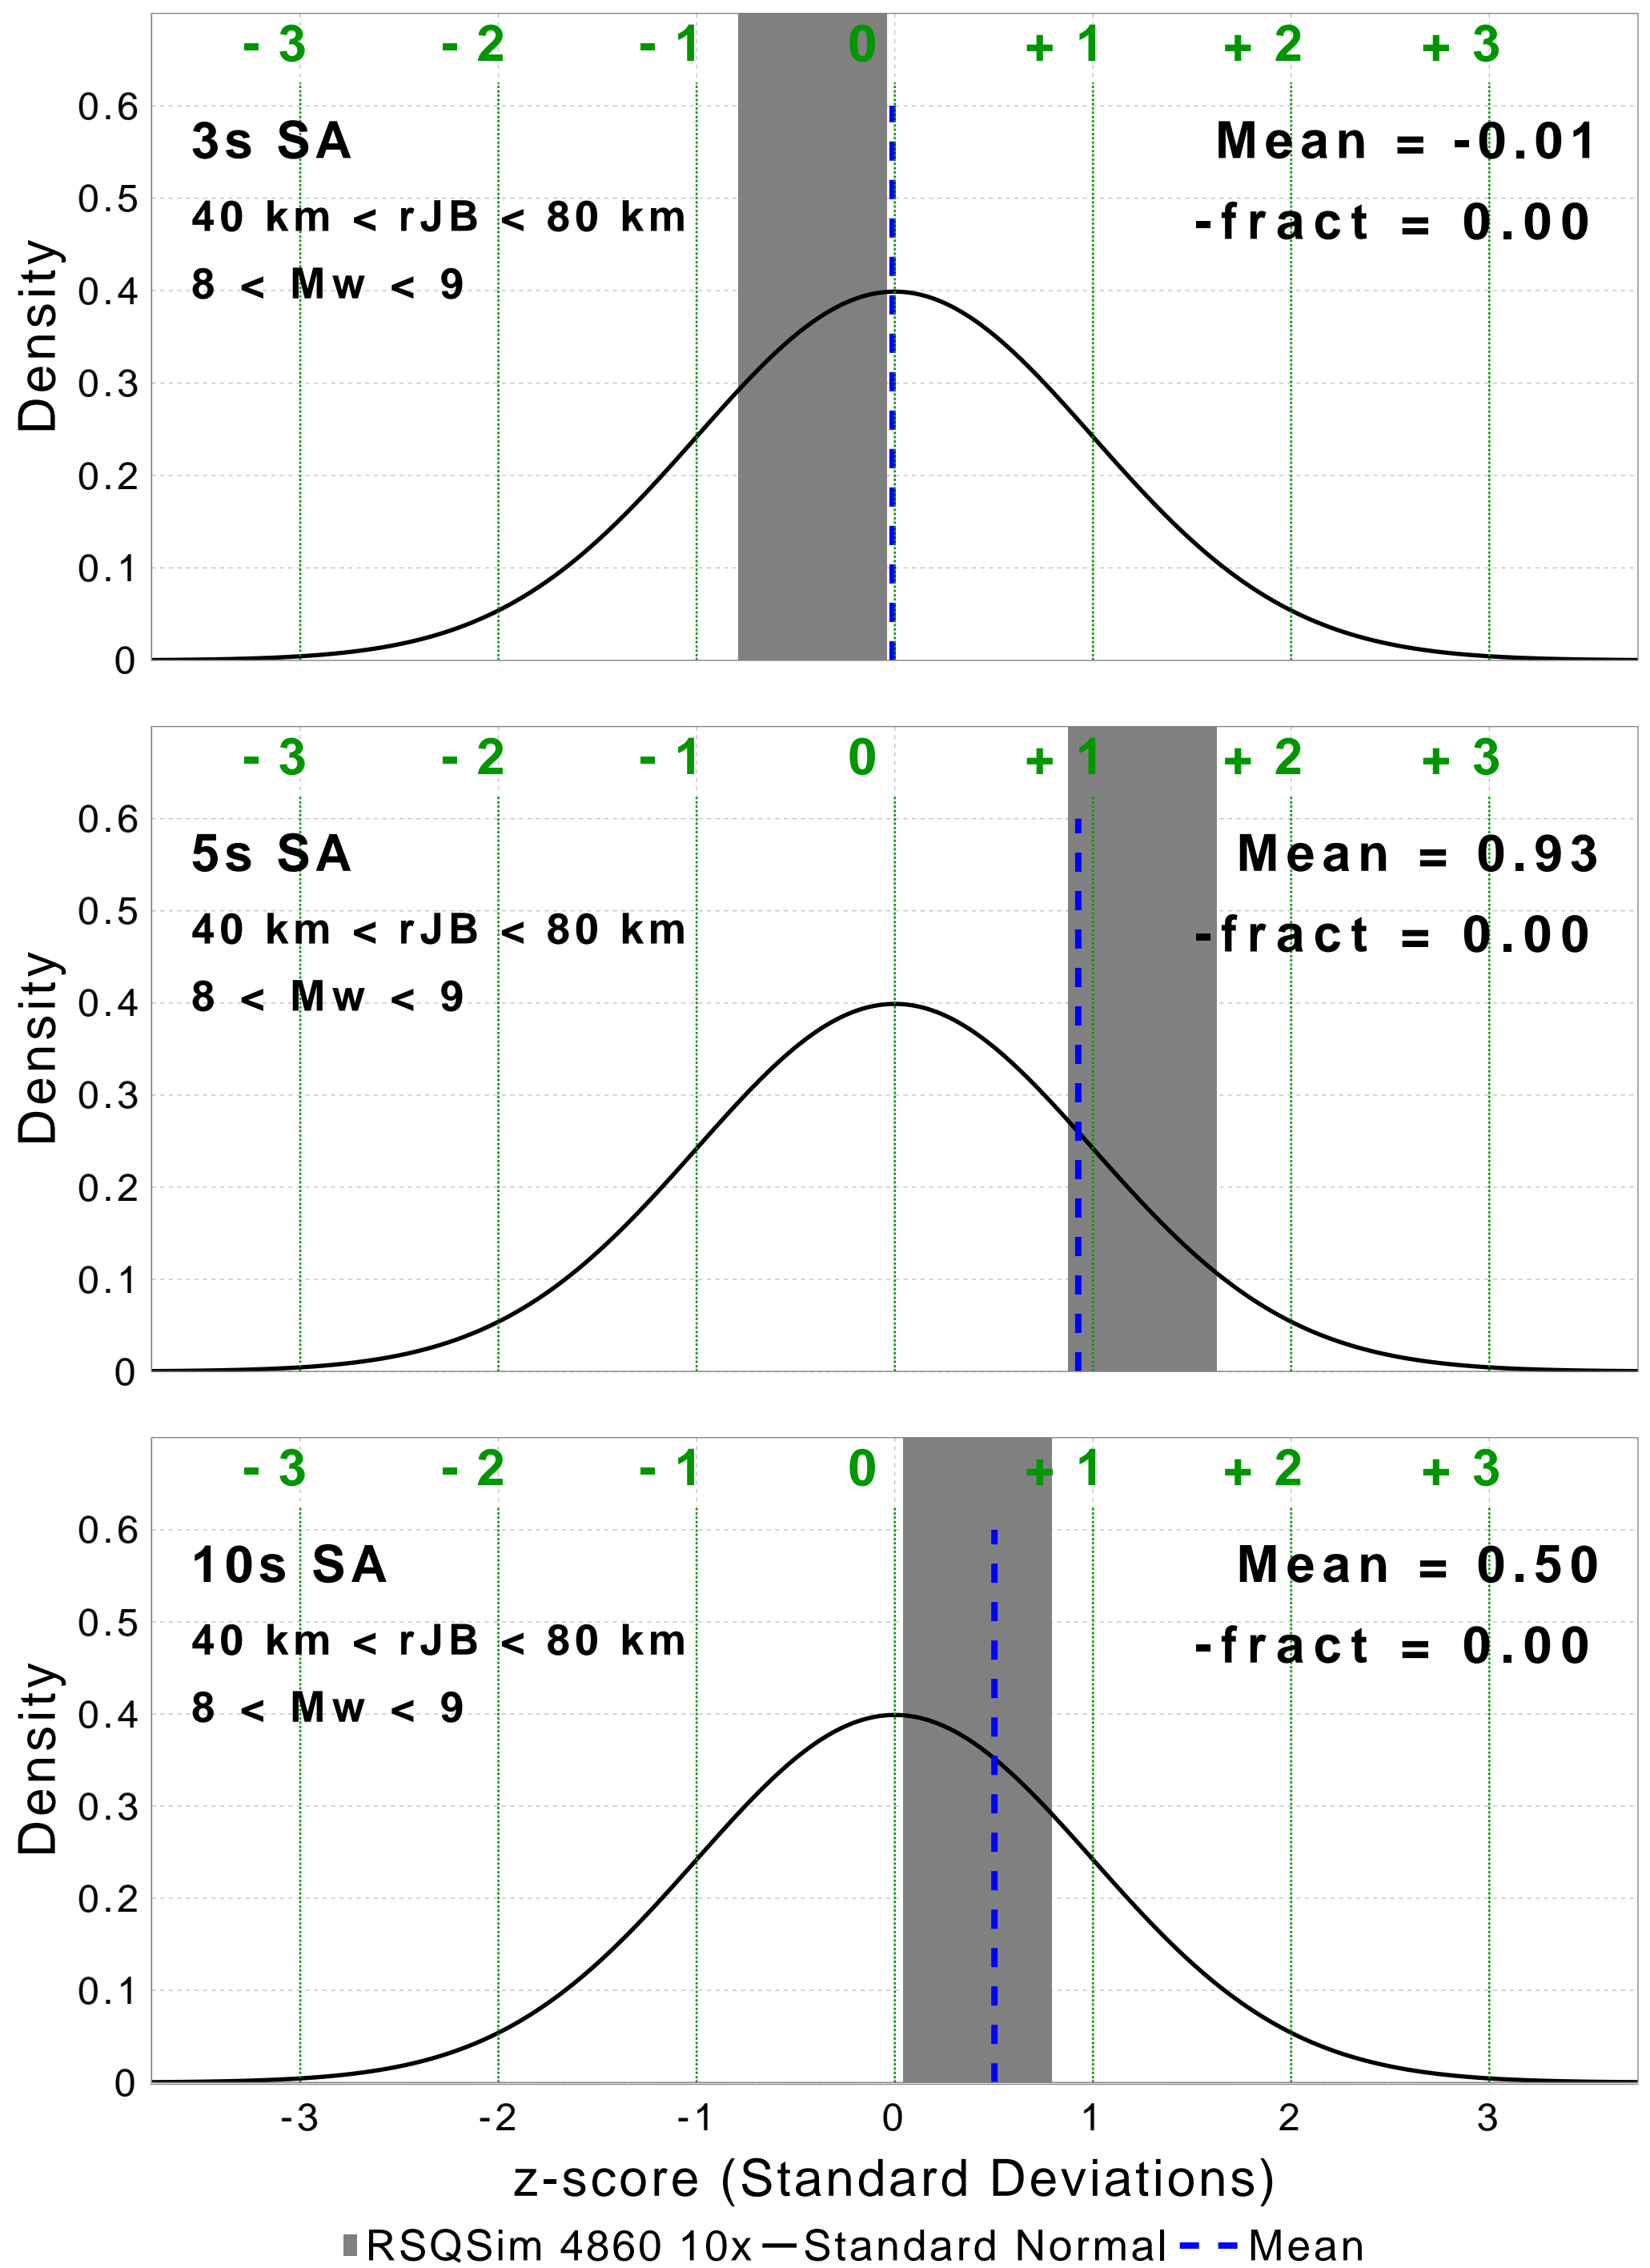 - 3 - 2 - 1 0 + 1 + 2 + 3
0.6
3s SA
Mean = -0.01
0.5
40 km < rJB < 80 km
-fract = 0.00
0.4
8 < Mw < 9
0.3
0.2
0.1
0
Density
- 3 - 2 - 1 0 + 1 + 2 + 3
0.6
5s SA
Mean = 0.93
0.5
40 km < rJB < 80 km
-fract = 0.00
0.4
8 < Mw < 9
0.3
0.2
0.1
0
Density
- 3 - 2 - 1 0 + 1 + 2 + 3
0.6
10s SA
Mean = 0.50
0.5
40 km < rJB < 80 km
-fract = 0.00
0.4
8 < Mw < 9
0.3
0.2
0.1
0
Density
-3 -2 -1 0 1 2 3
z-score (Standard Deviations)
RSQSim 4860 10x Standard Normal Mean